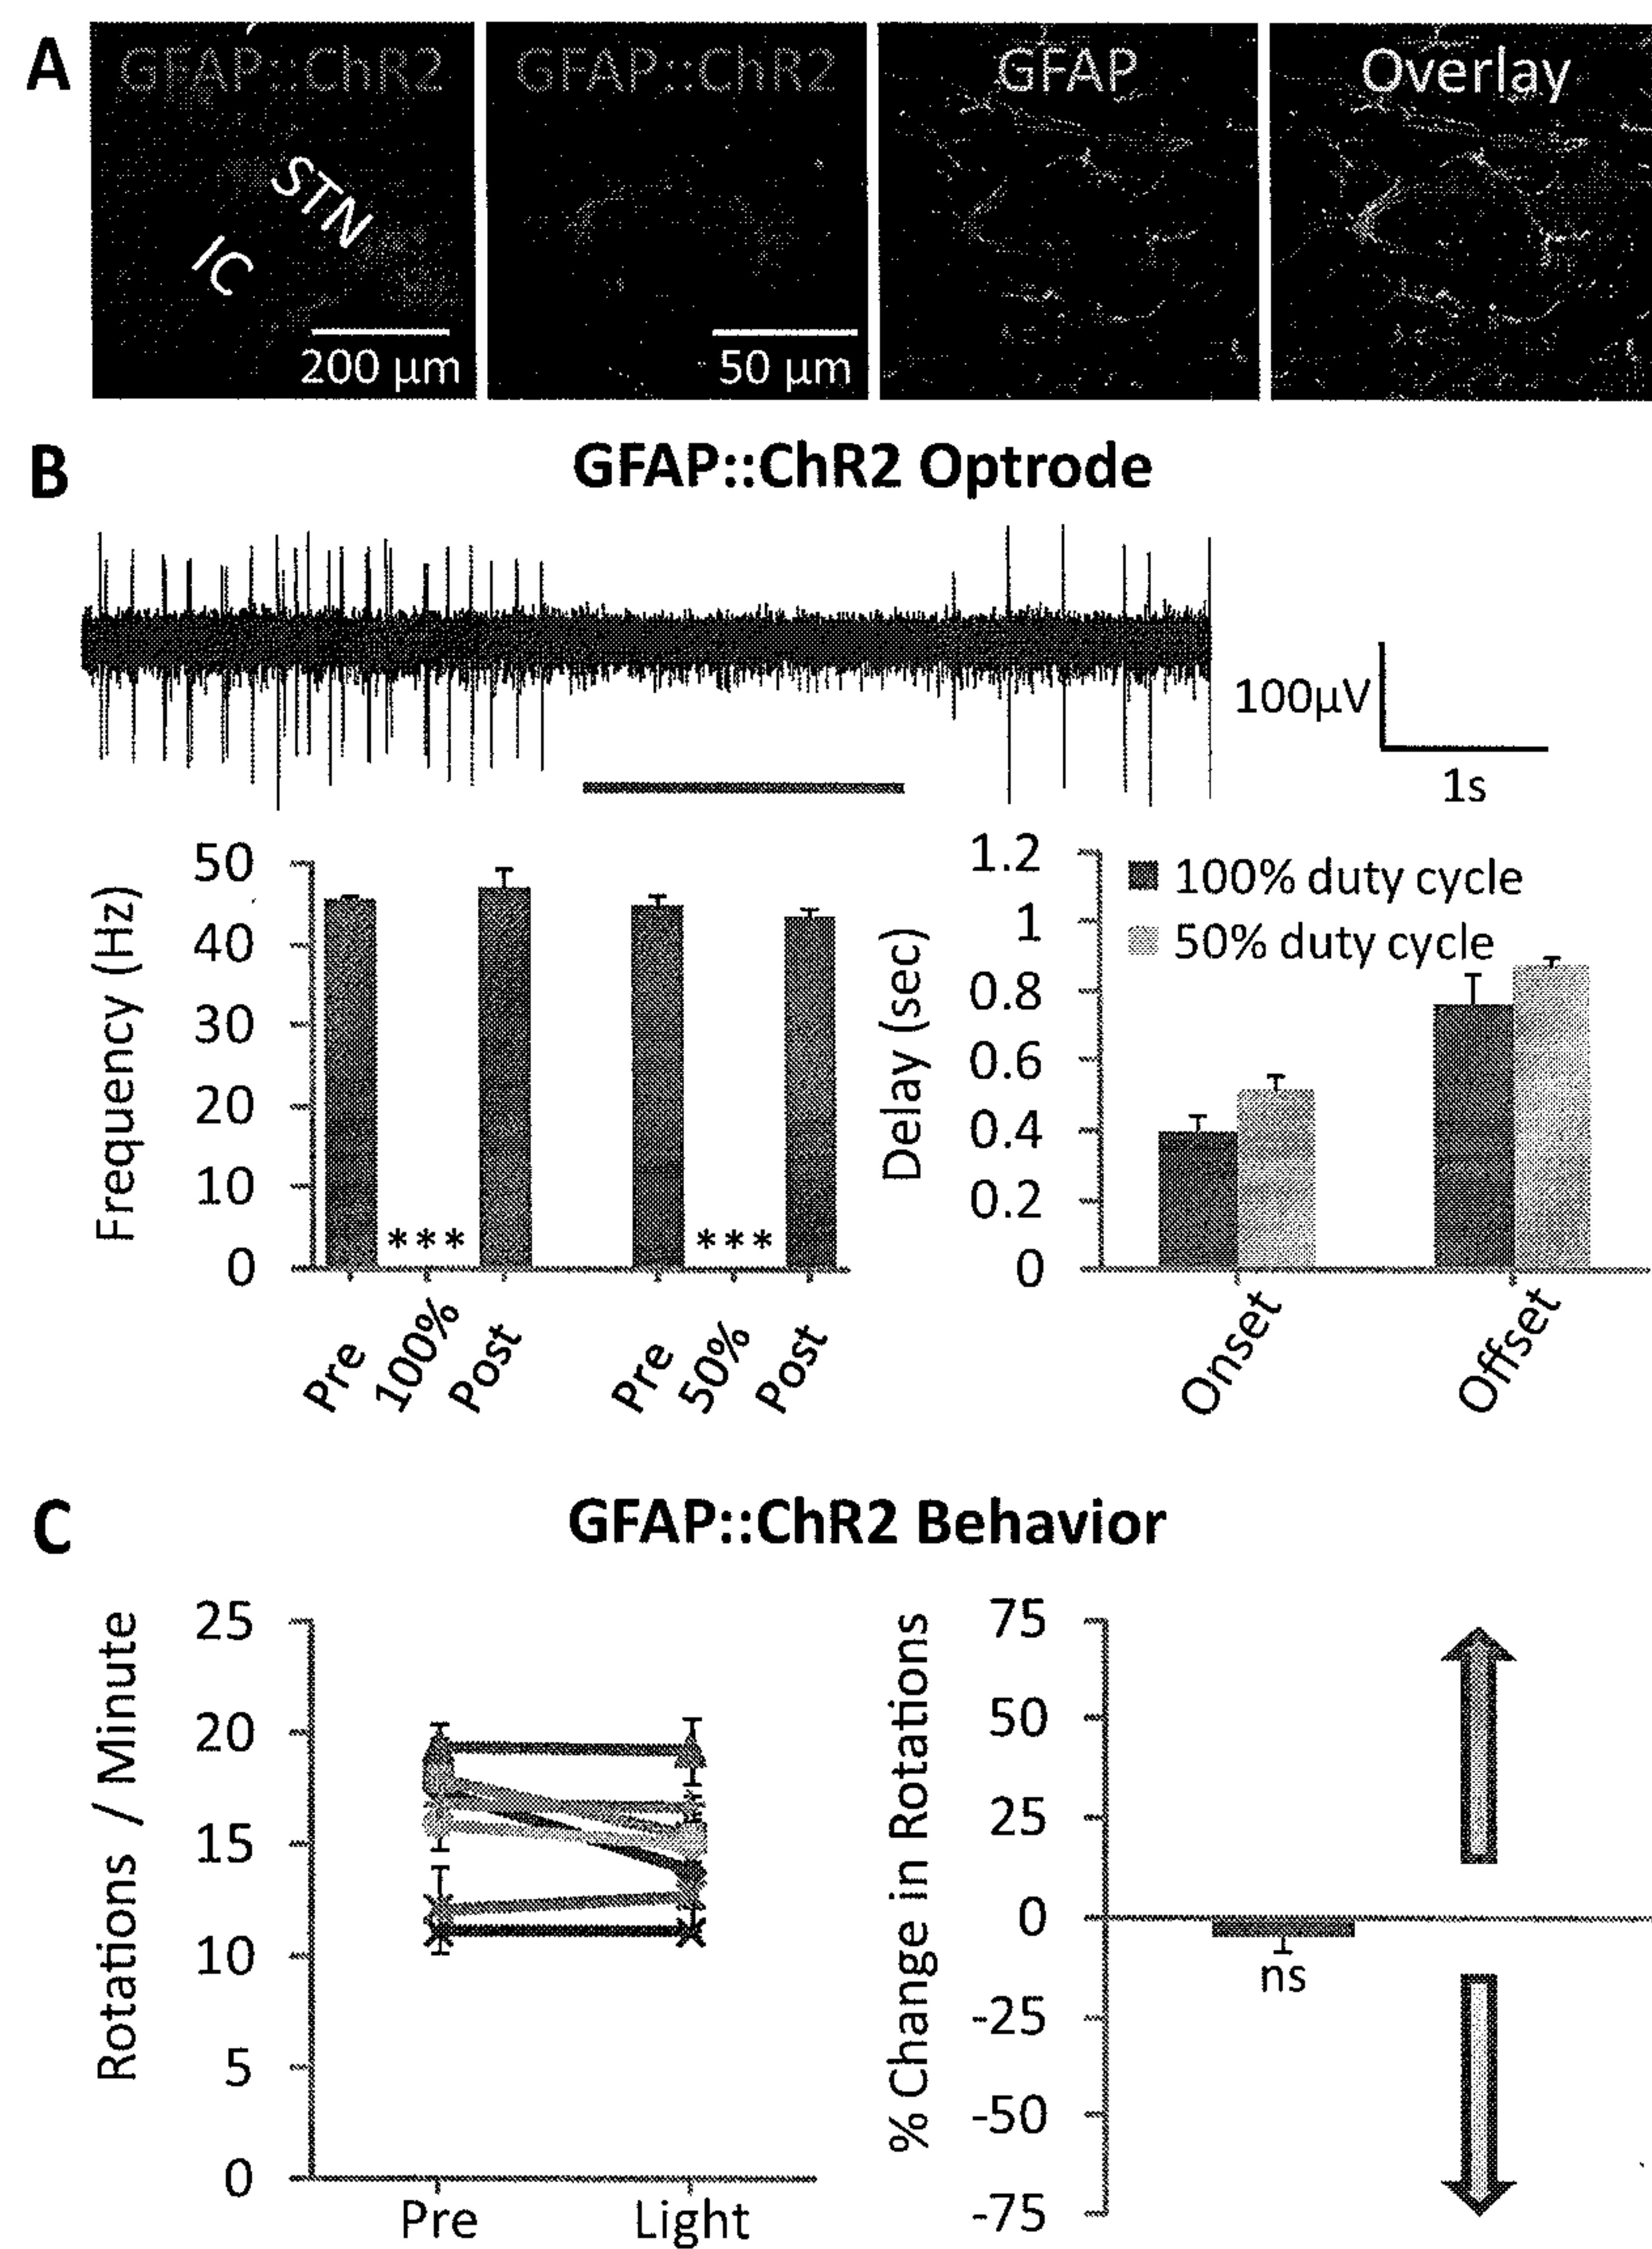 A
GFAP::ChR2
GFAP::ChR2
GFAP
Overlay
STN
IC
200 µm
50 µm
B
GFAP::ChR2 Optrode
100µV
1s
Frequency (Hz)
50
40
30
20
10
0
***
***
Pre
100%
Post
Pre
50%
Post
Delay (sec)
1.2
1
0.8
0.6
0.4
0.2
0
100% duty cycle
50% duty cycle
Onset
Offset
C
GFAP::ChR2 Behavior
Rotations / Minute
25
20
15
10
5
0
Pre
Light
% Change in Rotations
75
50
25
0
-25
-50
-75
ns